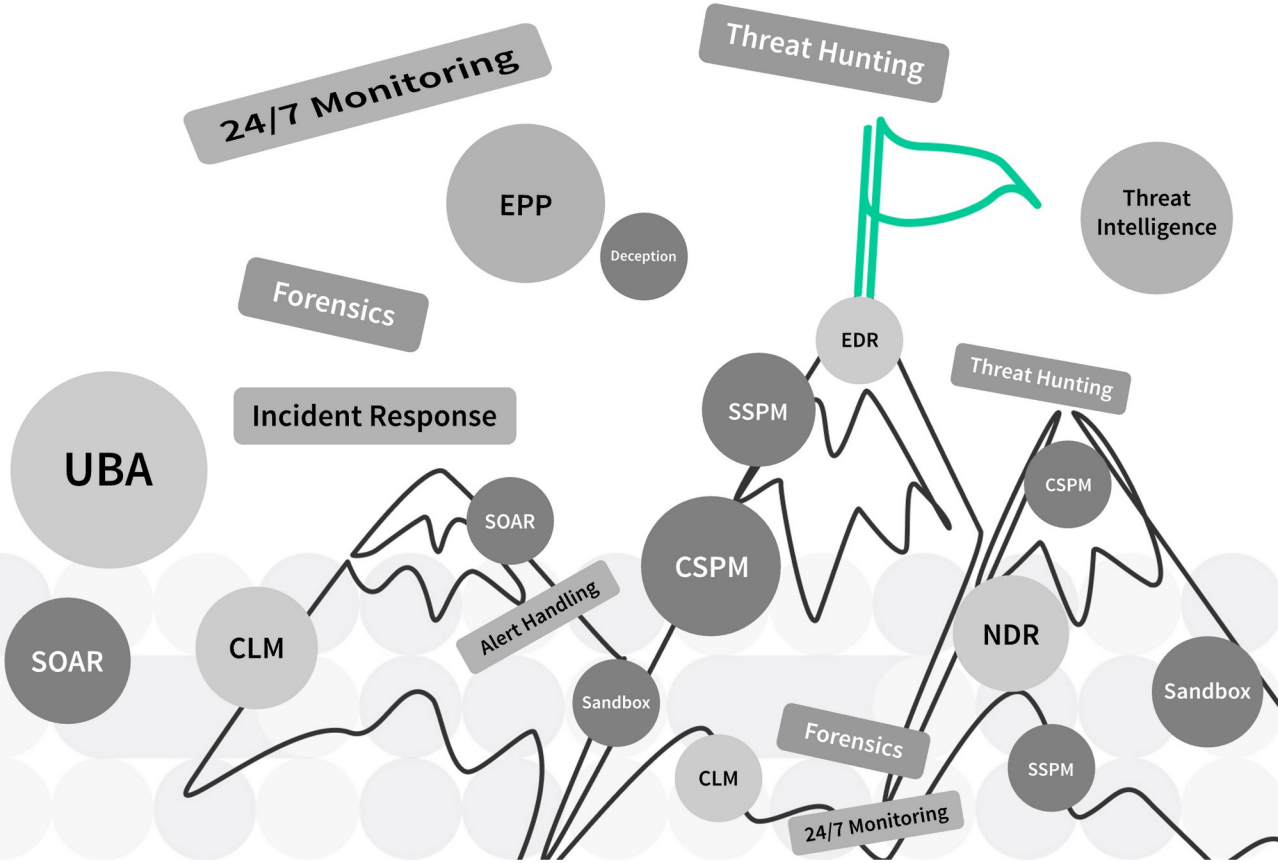 Threat Hunting
24/7 Monitoring
EPP
Threat
Intelligence
Deception
Forensics
EDR
Threat Hunting
SSPM
Incident Response
UBA
CSPM
SOAR
CSPM
Alert Handling
NDR
CLM
SOAR
Sandbox
Sandbox
Forensics
SSPM
CLM
24/7 Monitoring